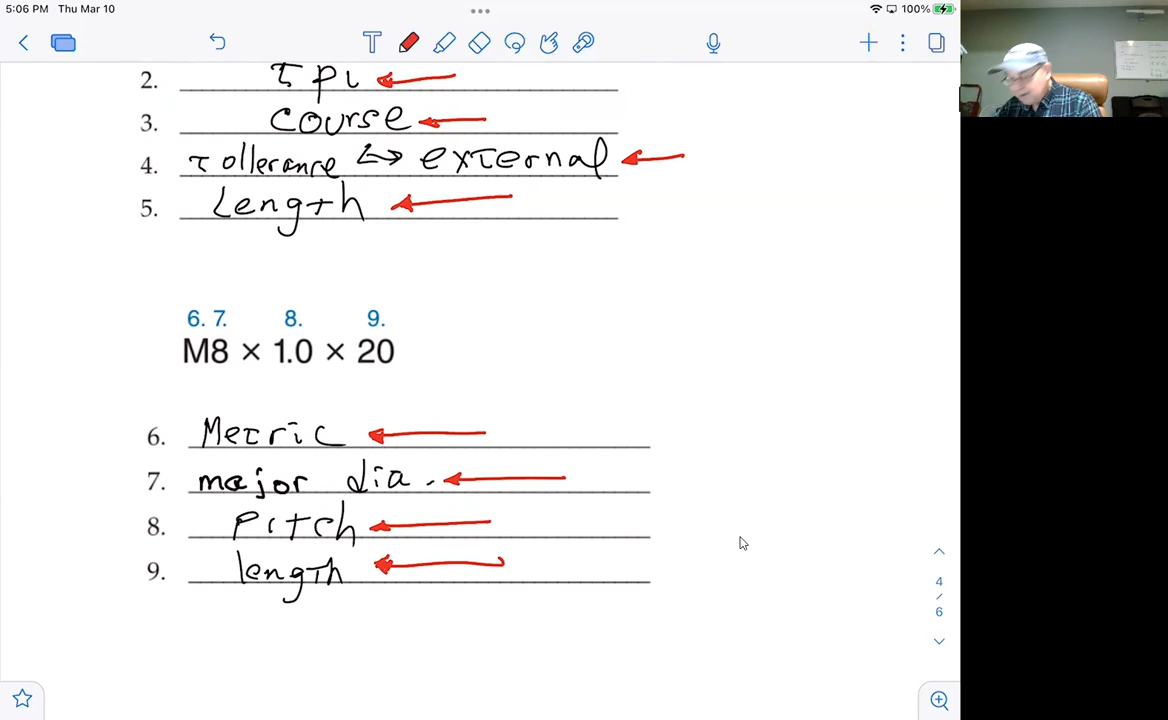 5:06 PM Thu Mar 10
100%
2. TPI
3. Course
4. Tollerance ↔ external
5. Length
6. 7. 8. 9.
M8 × 1.0 × 20
6. Metric
7. major dia.
8. Pitch
9. length
4
/
6